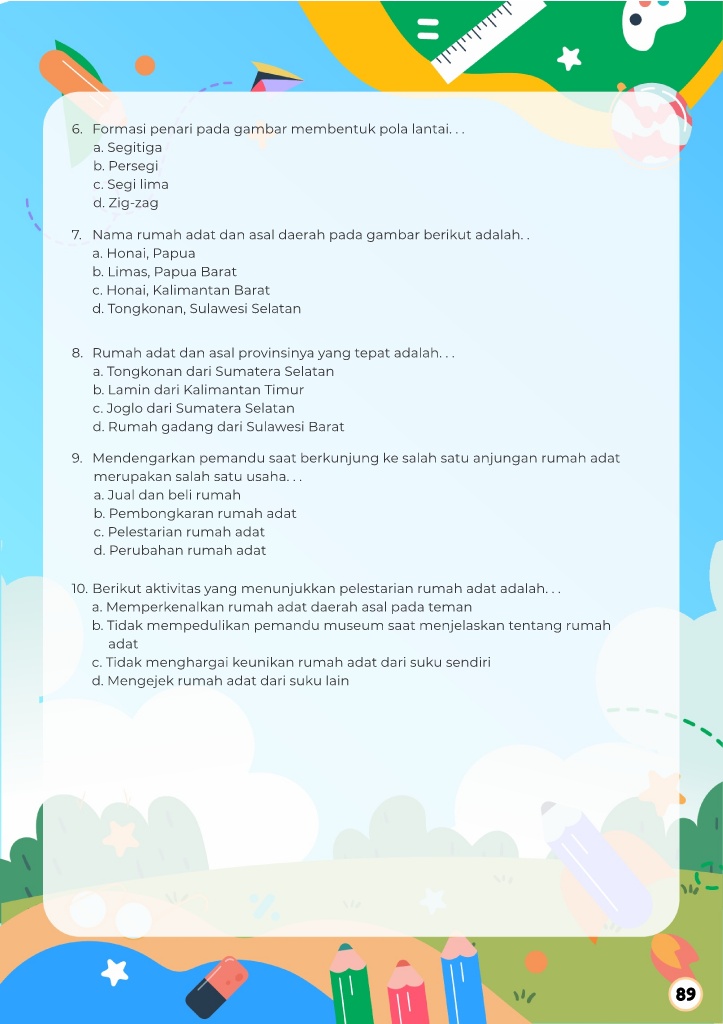 6. Formasi penari pada gambar membentuk pola lantai. . .
a. Segitiga
b. Persegi
c. Segi lima
d. Zig-zag
7. Nama rumah adat dan asal daerah pada gambar berikut adalah. .
a. Honai, Papua
b. Limas, Papua Barat
c. Honai, Kalimantan Barat
d. Tongkonan, Sulawesi Selatan
8. Rumah adat dan asal provinsinya yang tepat adalah. . .
a. Tongkonan dari Sumatera Selatan
b. Lamin dari Kalimantan Timur
c. Joglo dari Sumatera Selatan
d. Rumah gadang dari Sulawesi Barat
9. Mendengarkan pemandu saat berkunjung ke salah satu anjungan rumah adat
merupakan salah satu usaha. . .
a. Jual dan beli rumah
b. Pembongkaran rumah adat
c. Pelestarian rumah adat
d. Perubahan rumah adat
10. Berikut aktivitas yang menunjukkan pelestarian rumah adat adalah. . .
a. Memperkenalkan rumah adat daerah asal pada teman
b. Tidak mempedulikan pemandu museum saat menjelaskan tentang rumah
adat
c. Tidak menghargai keunikan rumah adat dari suku sendiri
d. Mengejek rumah adat dari suku lain
89